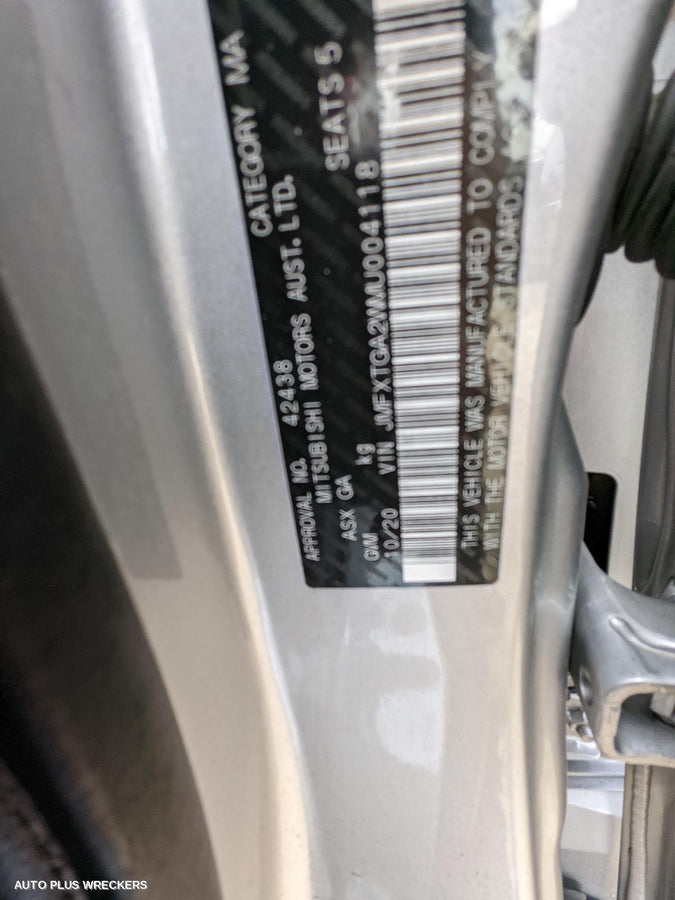 APPROVAL NO. 42438 CATEGORY MA
MITSUBISHI MOTORS AUST. LTD.
ASX GA SEATS 5
GVM kg
10/20 VIN JMFXTGA2WMU004118
THIS VEHICLE WAS MANUFACTURED TO COMPLY
WITH THE MOTOR VEHICLE STANDARDS
AUTO PLUS WRECKERS